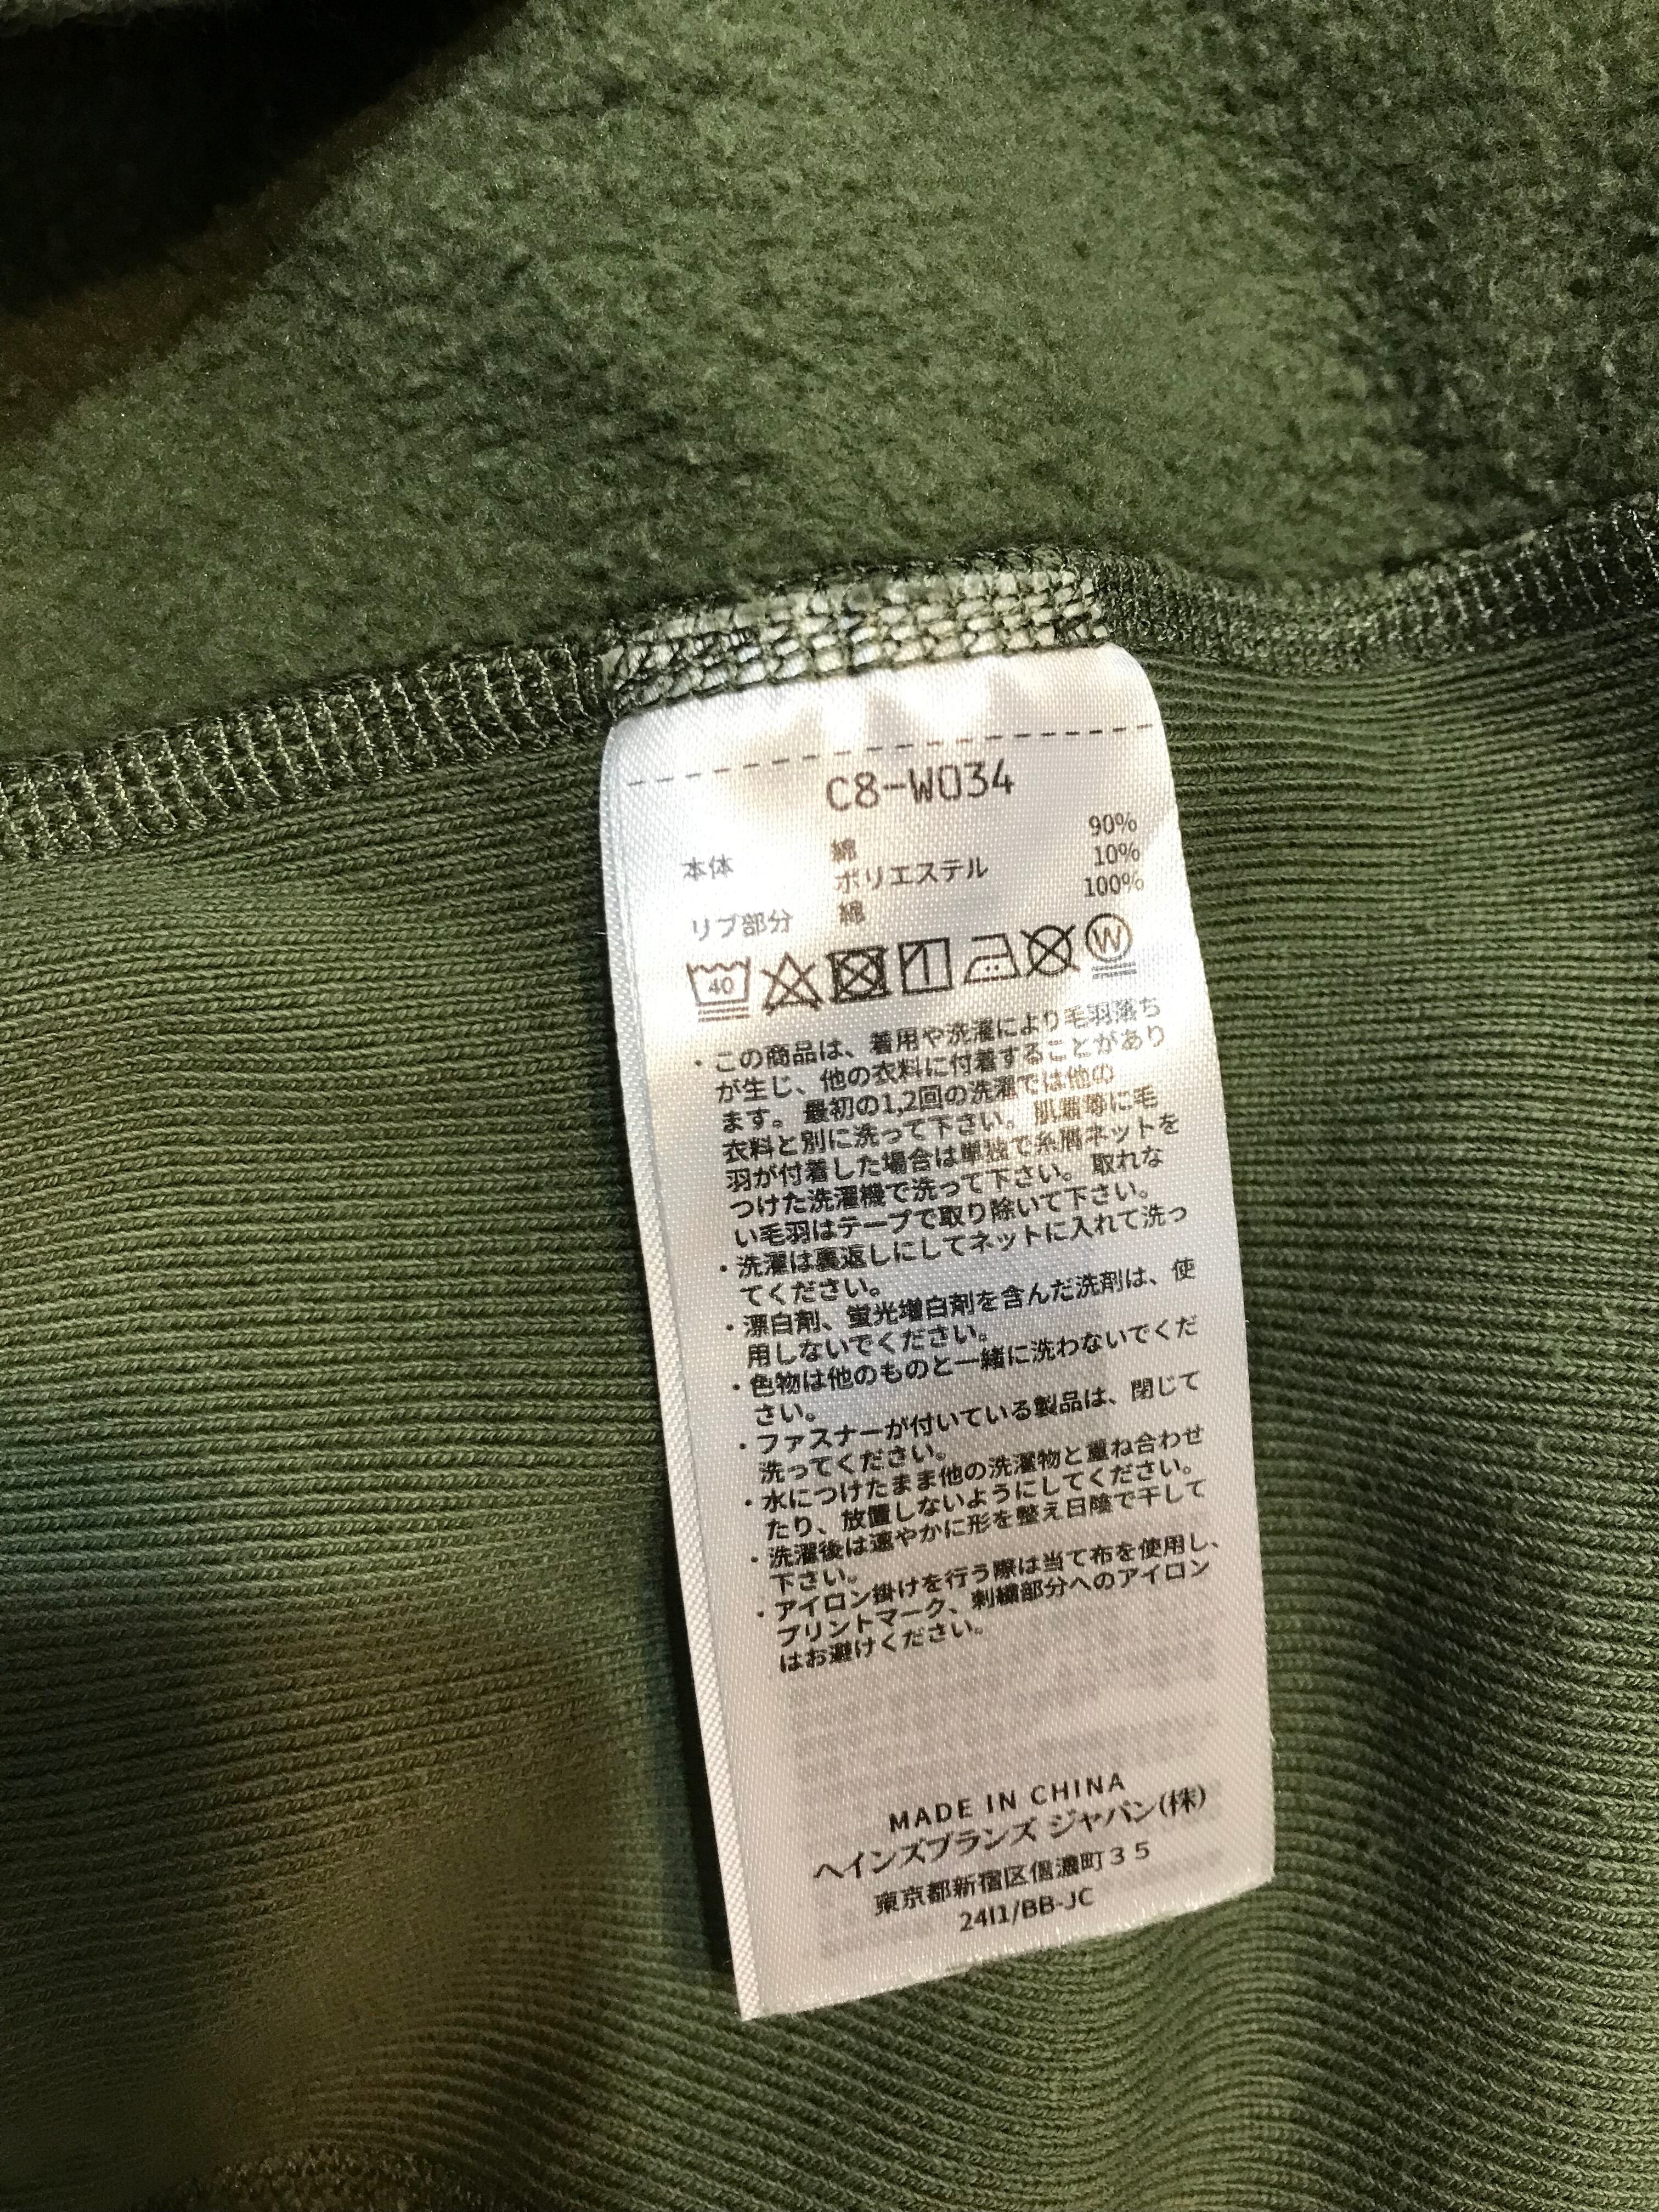 C8-W034
本体 綿 90%
ポリエステル 10%
リブ部分 綿 100%
40
W
・この商品は、着用や洗濯により毛羽落ち
が生じ、他の衣料に付着することがあり
ます。最初の1,2回の洗濯では他の
衣料と別に洗って下さい。肌着等に毛
羽が付着した場合は単独で糸屑ネットを
つけた洗濯機で洗って下さい。取れな
い毛羽はテープで取り除いて下さい。
・洗濯は裏返しにしてネットに入れて洗っ
てください。
・漂白剤、蛍光増白剤を含んだ洗剤は、使
用しないでください。
・色物は他のものと一緒に洗わないでくだ
さい。
・ファスナーが付いている製品は、閉じて
洗ってください。
・水につけたまま他の洗濯物と重ね合わせ
たり、放置しないようにしてください。
・洗濯後は速やかに形を整え日陰で干して
下さい。
・アイロン掛けを行う際は当て布を使用し、
プリントマーク、刺繍部分へのアイロン
はお避けください。
MADE IN CHINA
ヘインズブランズ ジャパン(株)
東京都新宿区信濃町35
24I1/BB-JC